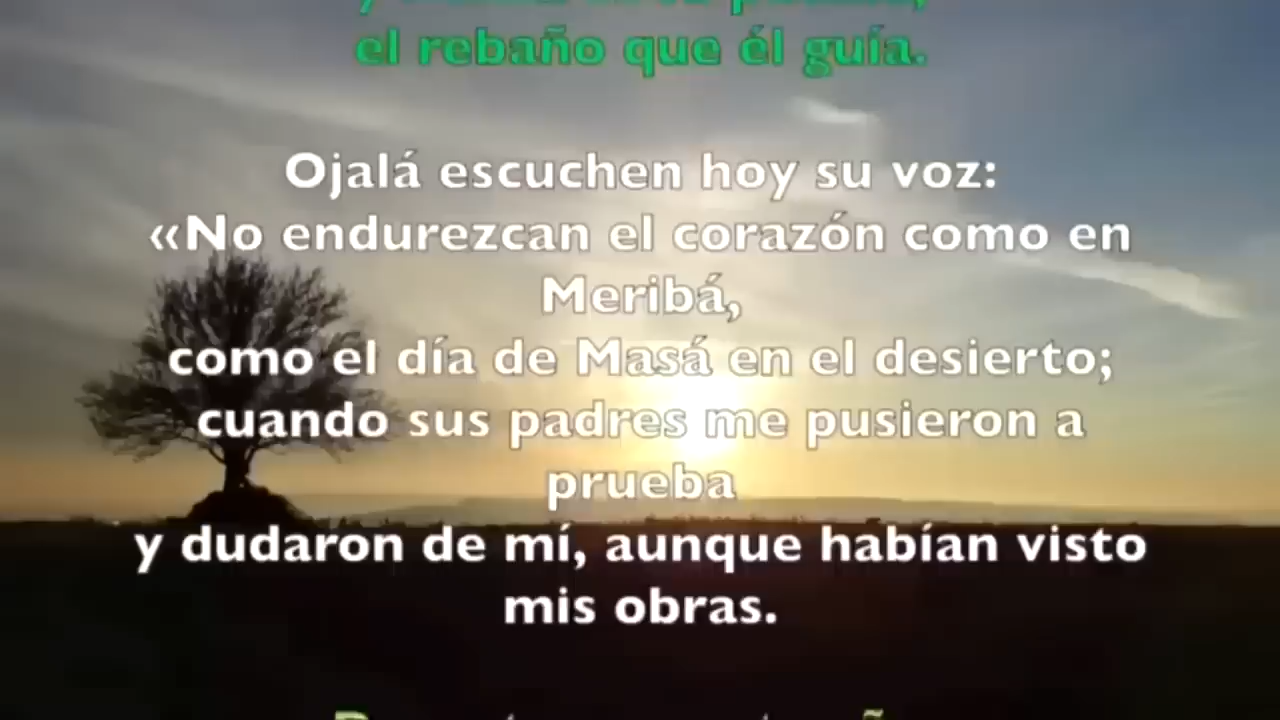 el rebaño que él guía.
Ojalá escuchen hoy su voz:
«No endurezcan el corazón como en
Meribá,
como el día de Masá en el desierto;
cuando sus padres me pusieron a
prueba
y dudaron de mí, aunque habían visto
mis obras.